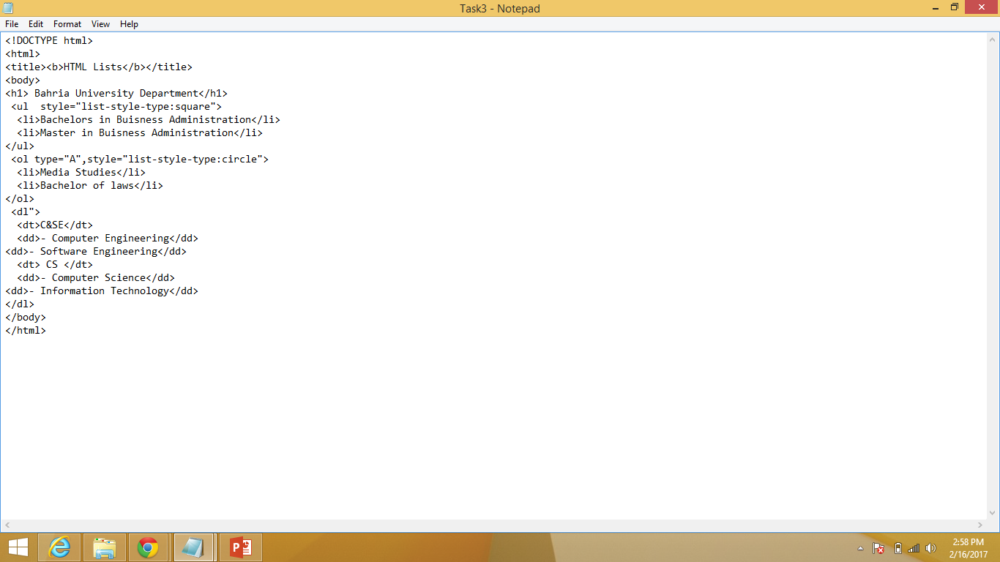 Task3 - Notepad
File Edit Format View Help
<!DOCTYPE html>
<html>
<title><b>HTML Lists</b></title>
<body>
<h1> Bahria University Department</h1>
 <ul  style="list-style-type:square">
  <li>Bachelors in Buisness Administration</li>
  <li>Master in Buisness Administration</li>
</ul>
 <ol type="A",style="list-style-type:circle">
  <li>Media Studies</li>
  <li>Bachelor of laws</li>
</ol>
 <dl">
  <dt>C&SE</dt>
  <dd>- Computer Engineering</dd>
<dd>- Software Engineering</dd>
  <dt> CS </dt>
  <dd>- Computer Science</dd>
<dd>- Information Technology</dd>
</dl>
</body>
</html>
2:58 PM
2/16/2017